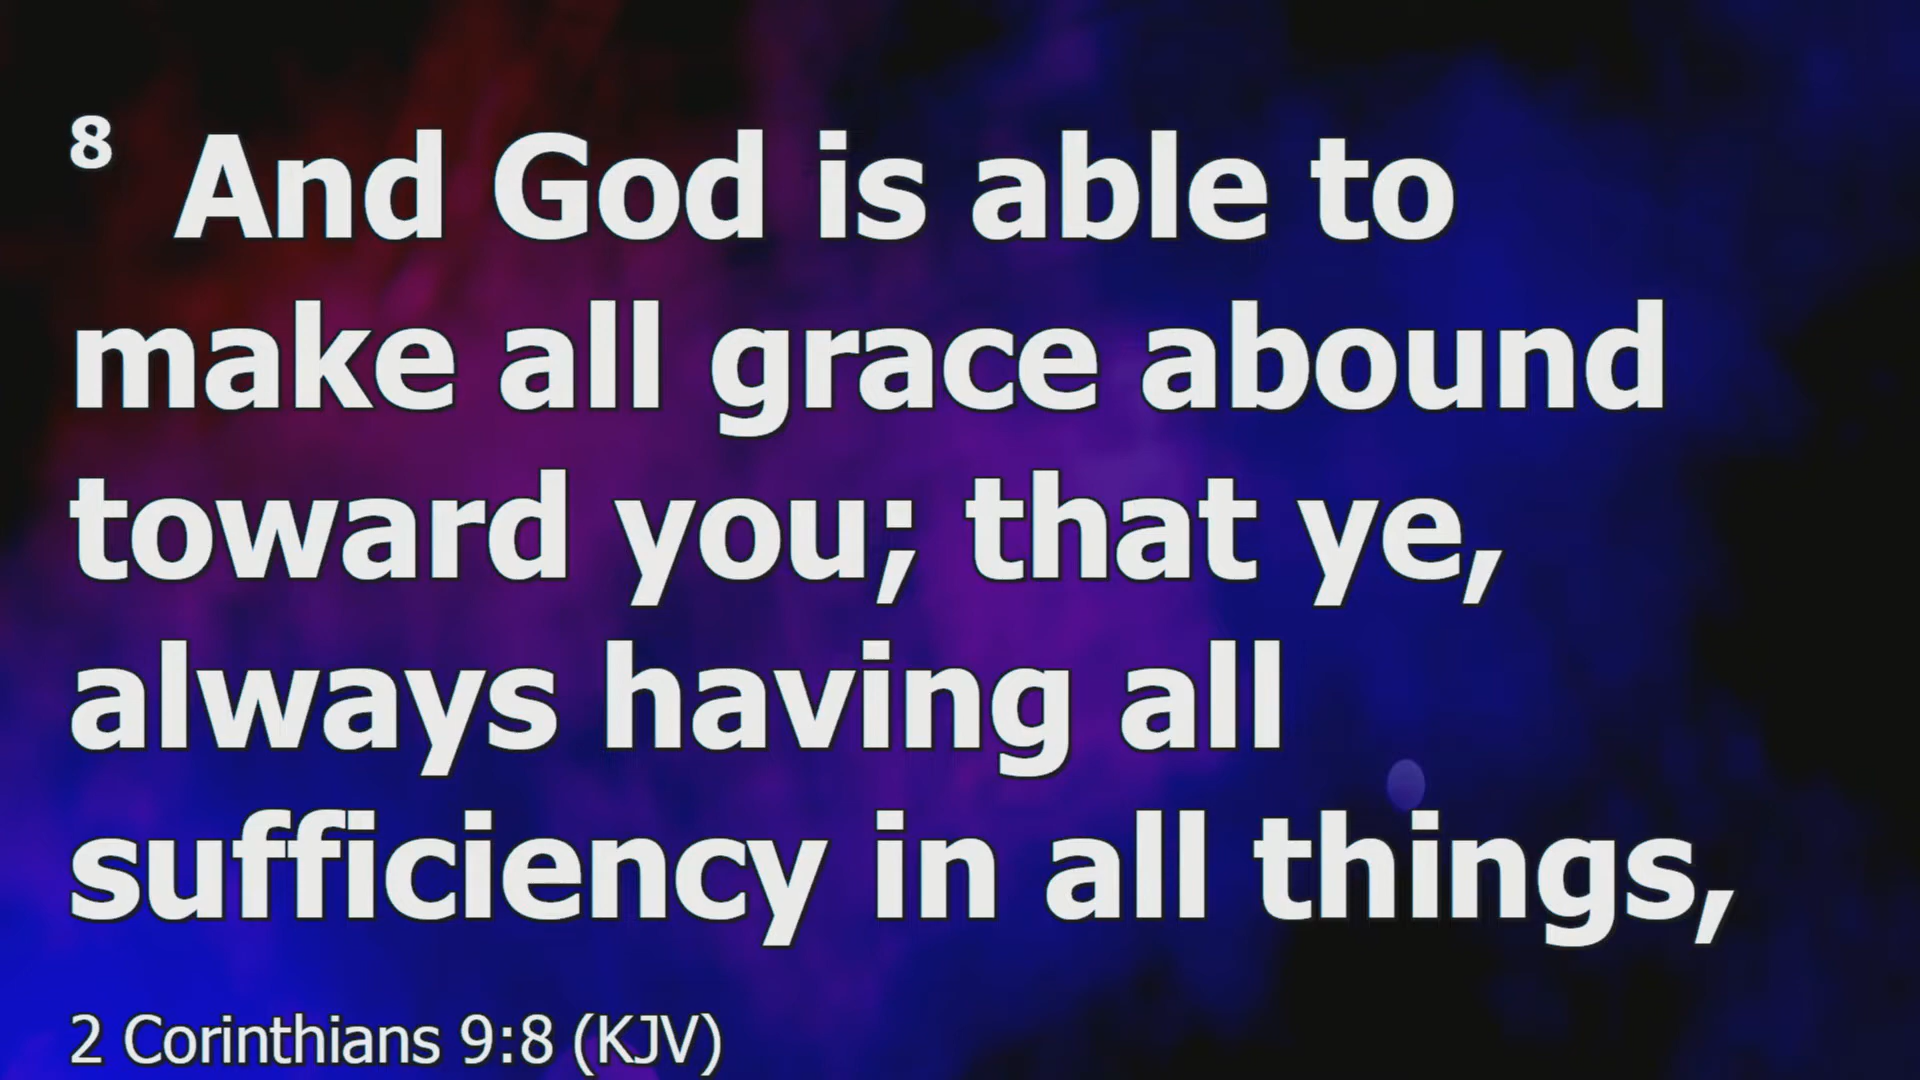 8 And God is able to
make all grace abound
toward you; that ye,
always having all
sufficiency in all things,
2 Corinthians 9:8 (KJV)